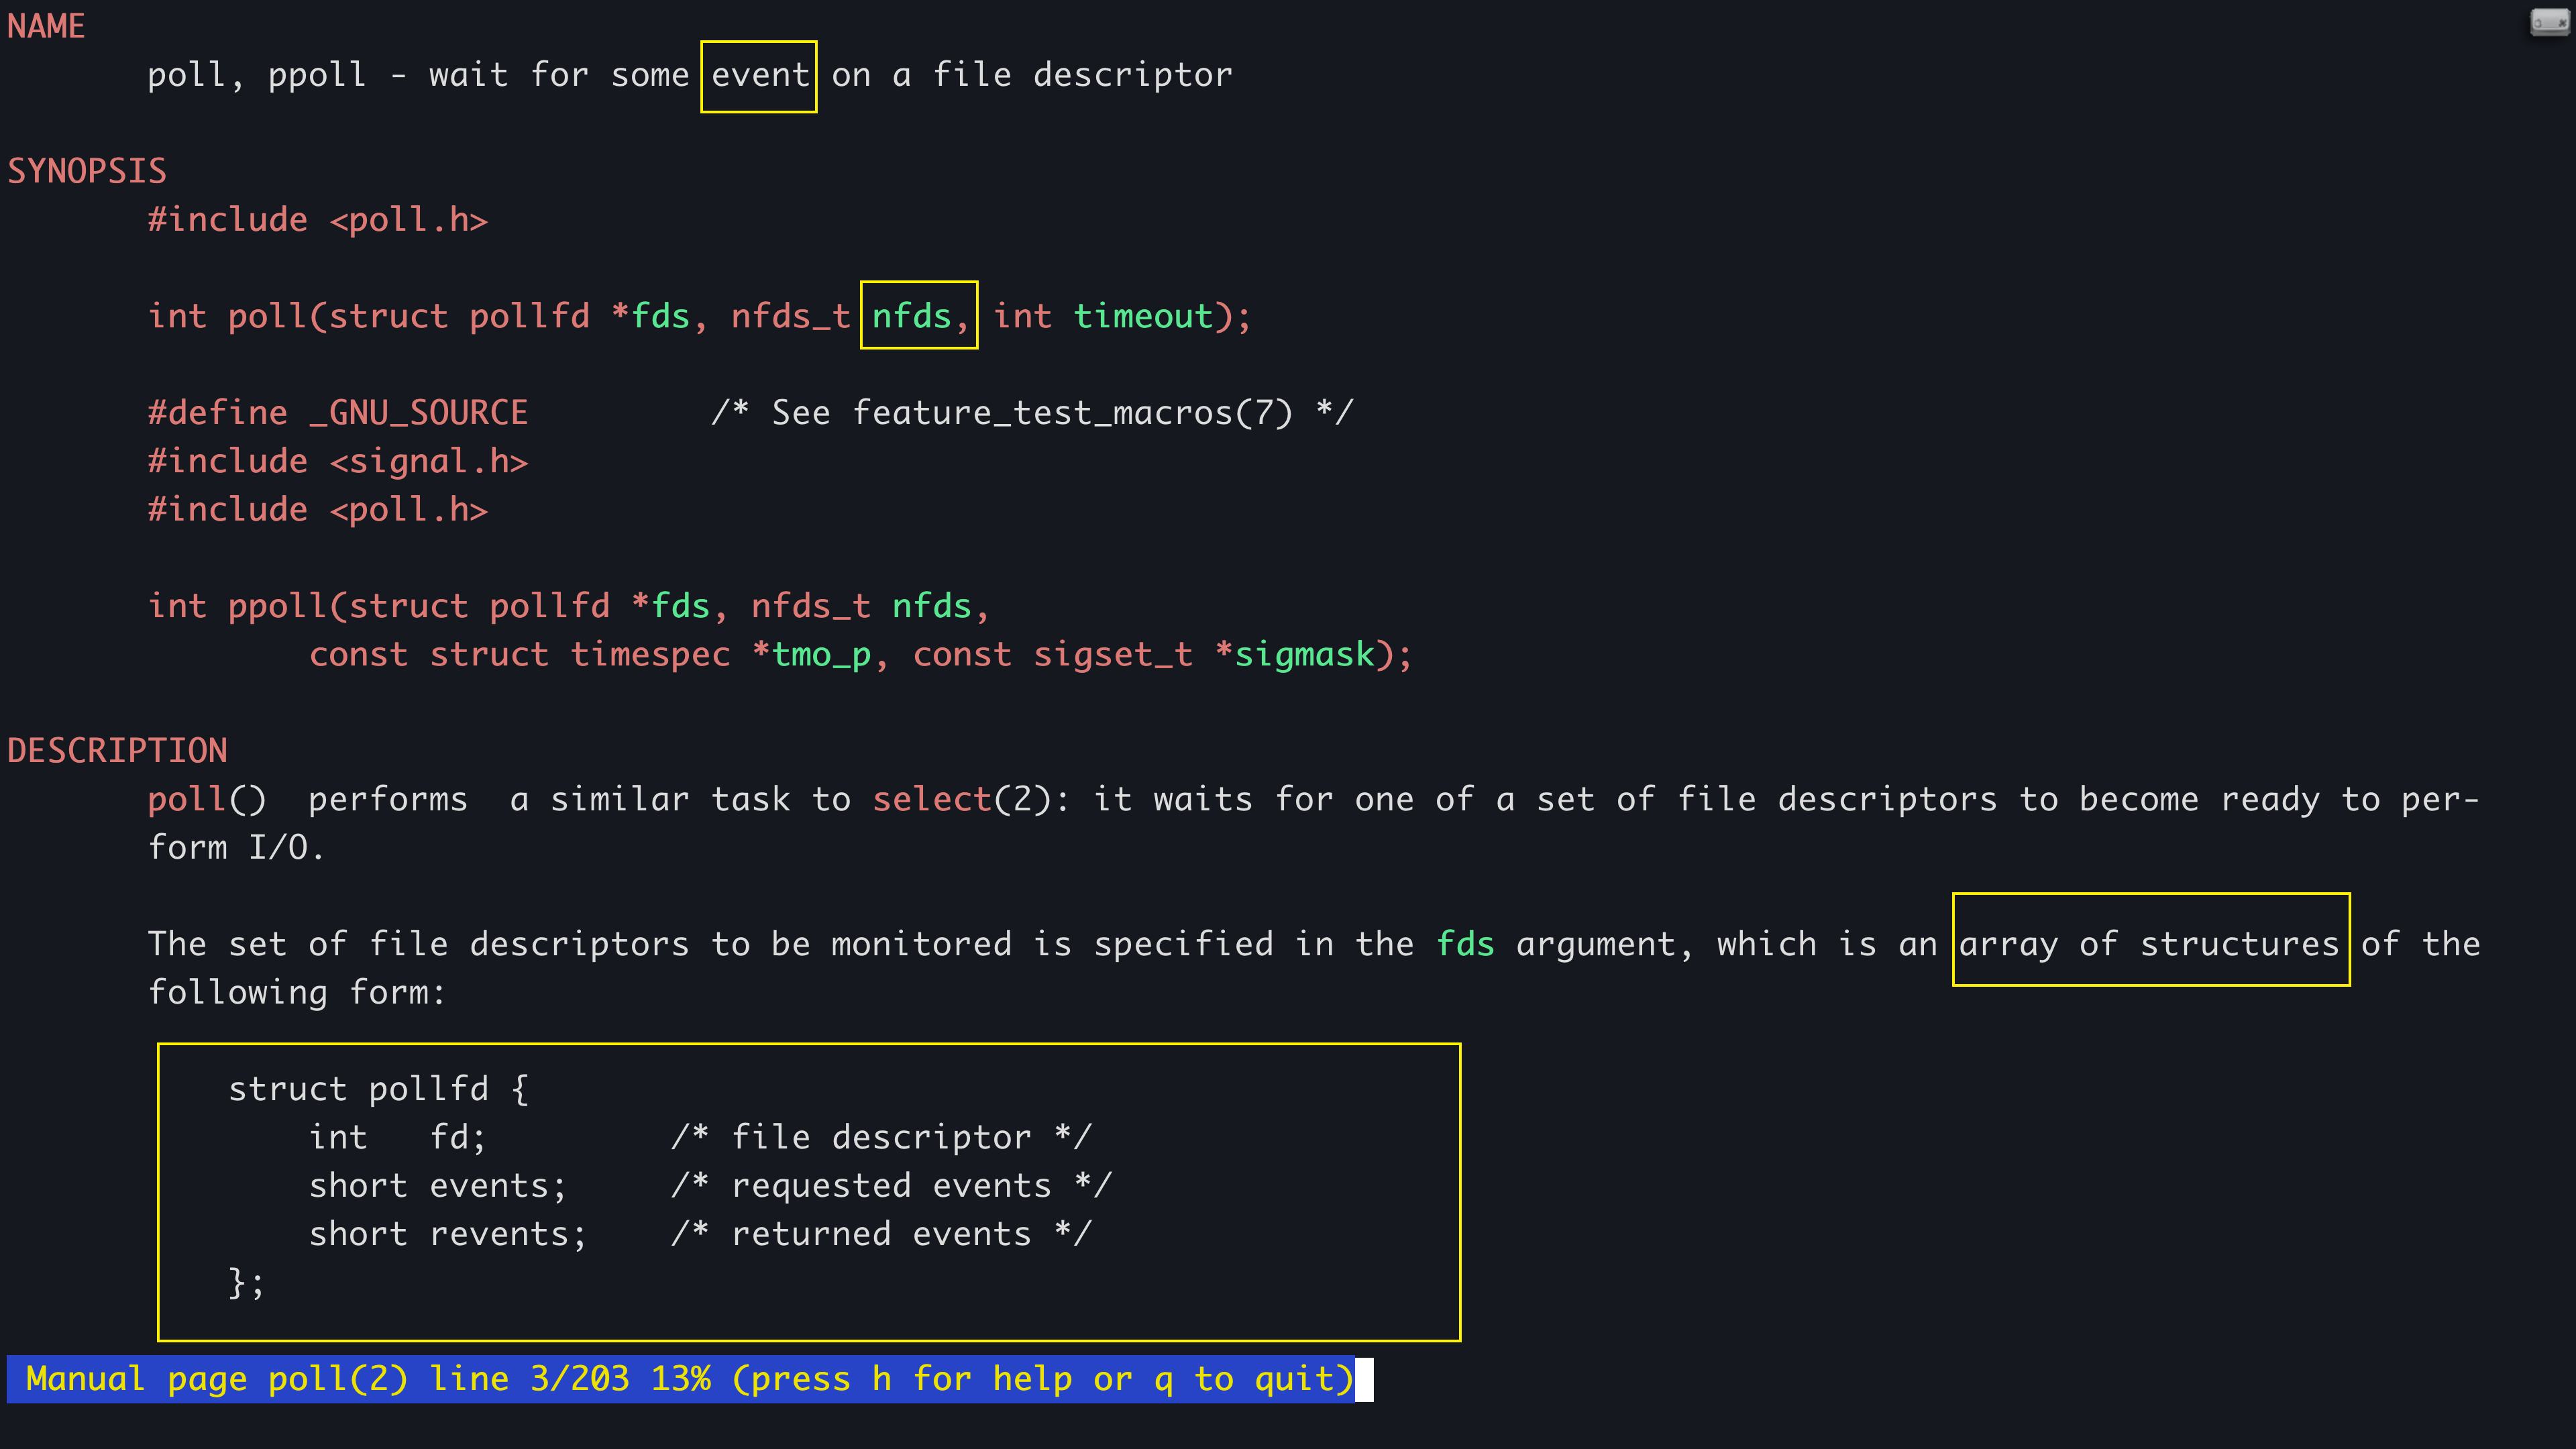 NAME
poll, ppoll - wait for some event on a file descriptor
SYNOPSIS
#include <poll.h>
int poll(struct pollfd *fds, nfds_t nfds, int timeout);
#define _GNU_SOURCE         /* See feature_test_macros(7) */
#include <signal.h>
#include <poll.h>
int ppoll(struct pollfd *fds, nfds_t nfds,
const struct timespec *tmo_p, const sigset_t *sigmask);
DESCRIPTION
poll()  performs  a similar task to select(2): it waits for one of a set of file descriptors to become ready to per-
form I/O.
The set of file descriptors to be monitored is specified in the fds argument, which is an array of structures of the
following form:
struct pollfd {
int   fd;         /* file descriptor */
short events;     /* requested events */
short revents;    /* returned events */
};
Manual page poll(2) line 3/203 13% (press h for help or q to quit)